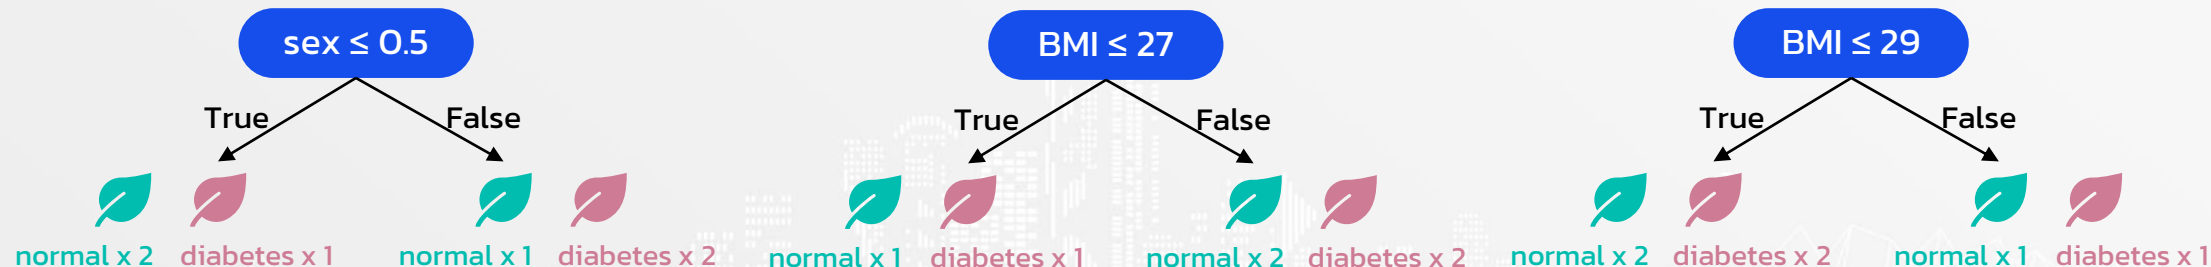 sex ≤ 0.5
True
False
normal x 2
diabetes x 1
normal x 1
diabetes x 2
BMI ≤ 27
True
False
normal x 1
diabetes x 1
normal x 2
diabetes x 2
BMI ≤ 29
True
False
normal x 2
diabetes x 2
normal x 1
diabetes x 1